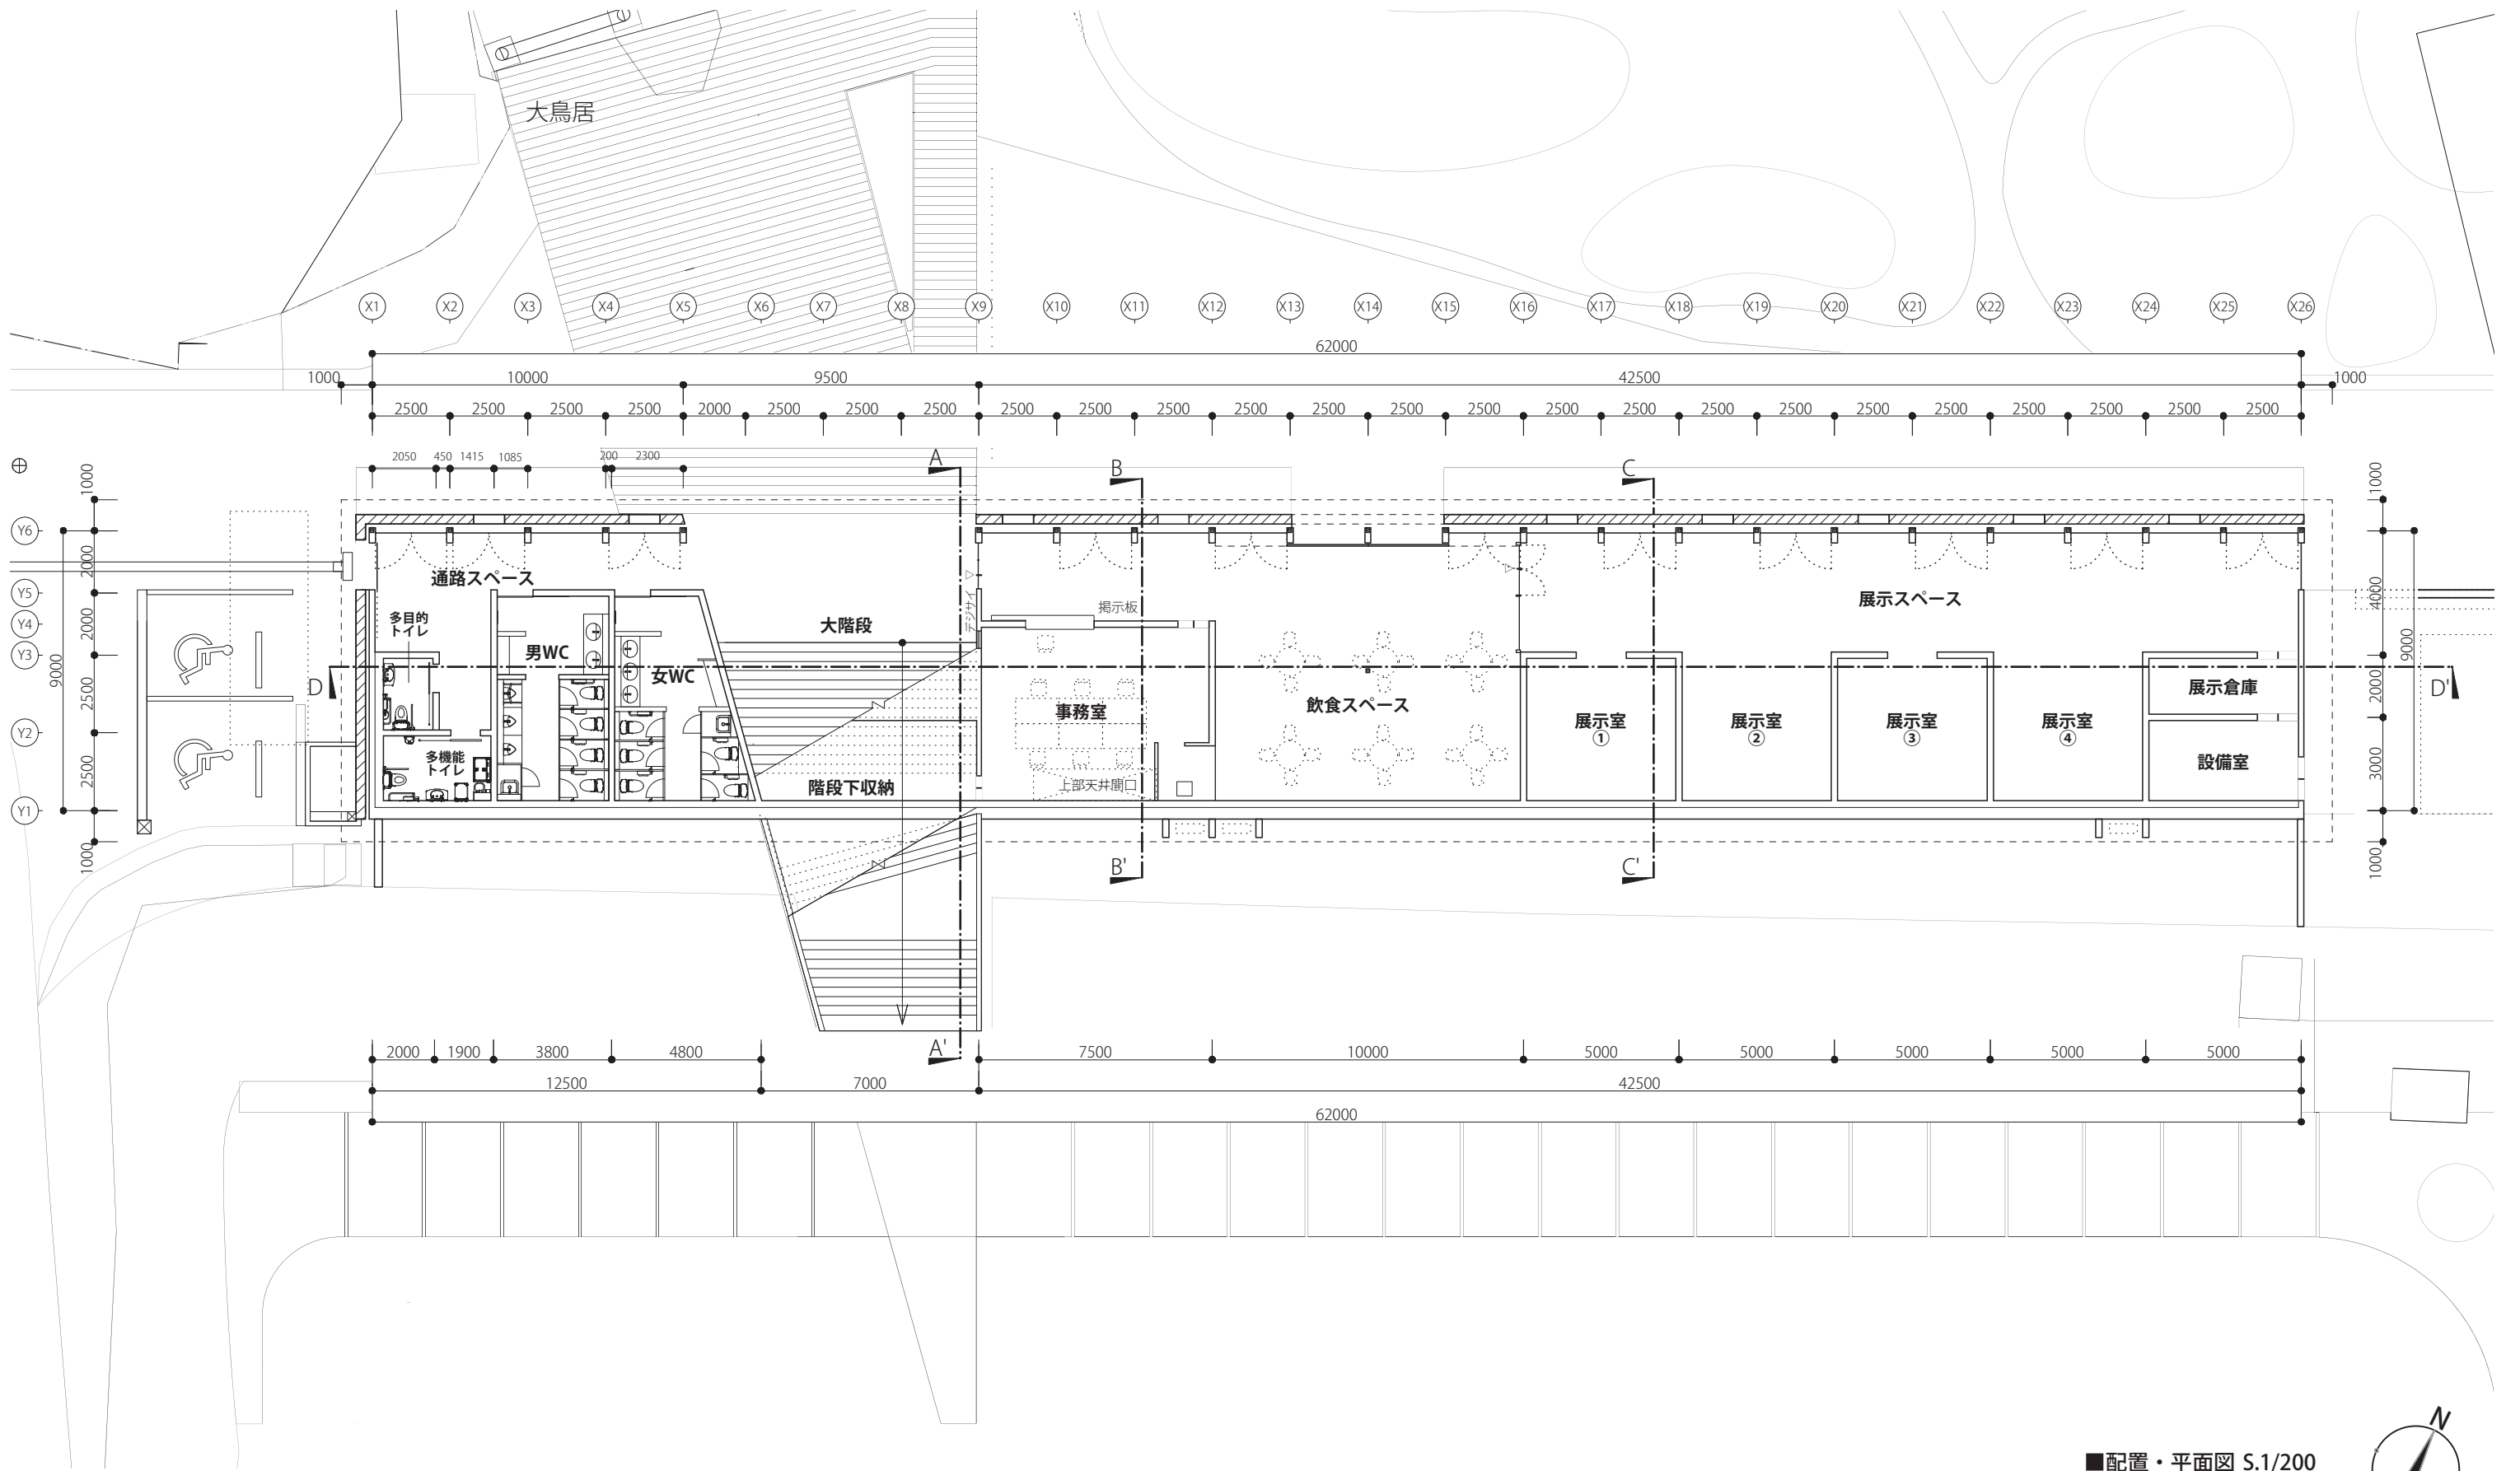 大鳥居
X1 X2 X3 X4 X5 X6 X7 X8 X9 X10 X11 X12 X13 X14 X15 X16 X17 X18 X19 X20 X21 X22 X23 X24 X25 X26
62000
1000 10000 9500 42500 1000
2500 2500 2500 2500 2000 2500 2500 2500 2500 2500 2500 2500 2500 2500 2500 2500 2500 2500 2500 2500 2500 2500 2500 2500 2500
2050 450 1415 1085 200 2300
A
B
C
1000
1000
Y6
Y5
Y4
Y3
Y2
Y1
2000
2000
2500
2500
9000
1000
4000
2000
3000
9000
1000
通路スペース
多目的
トイレ
男WC
女WC
多機能
トイレ
大階段
デジサイ
掲示板
階段下収納
事務室
上部天井開口
飲食スペース
展示スペース
展示室
①
展示室
②
展示室
③
展示室
④
展示倉庫
設備室
D
D'
B'
C'
A'
2000 1900 3800 4800 7500 10000 5000 5000 5000 5000 5000
12500 7000 42500
62000
N
■配置・平面図 S.1/200